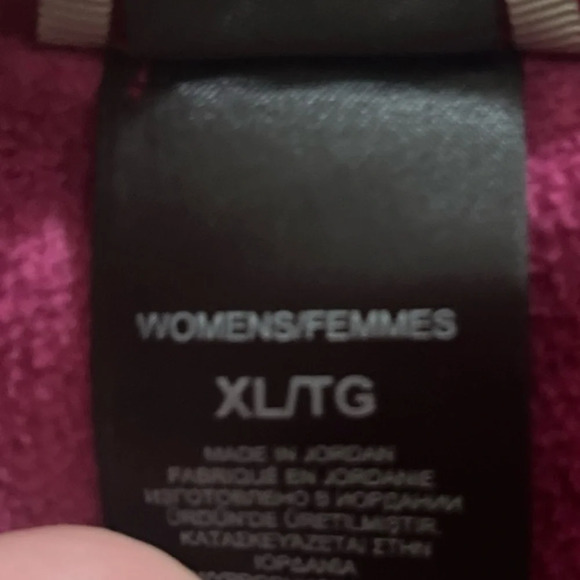 WOMENS/FEMMES
XL/TG
MADE IN JORDAN
FABRIQUÉ EN JORDANIE
ИЗГОТОВЛЕНО В ИОРДАНИИ
ÜRDÜN'DE ÜRETİLMİŞTİR.
ΚΑΤΑΣΚΕΥΑΖΕΤΑΙ ΣΤΗΝ
ΙΟΡΔΑΝΙΑ